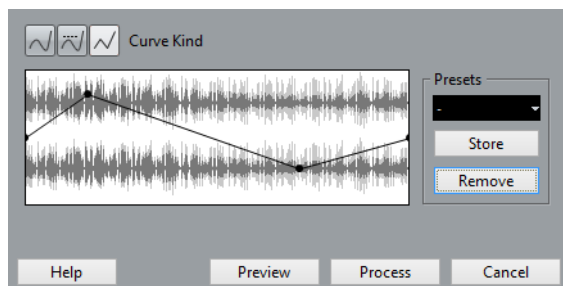 Curve Kind
Presets
-
Store
Remove
Help
Preview
Process
Cancel